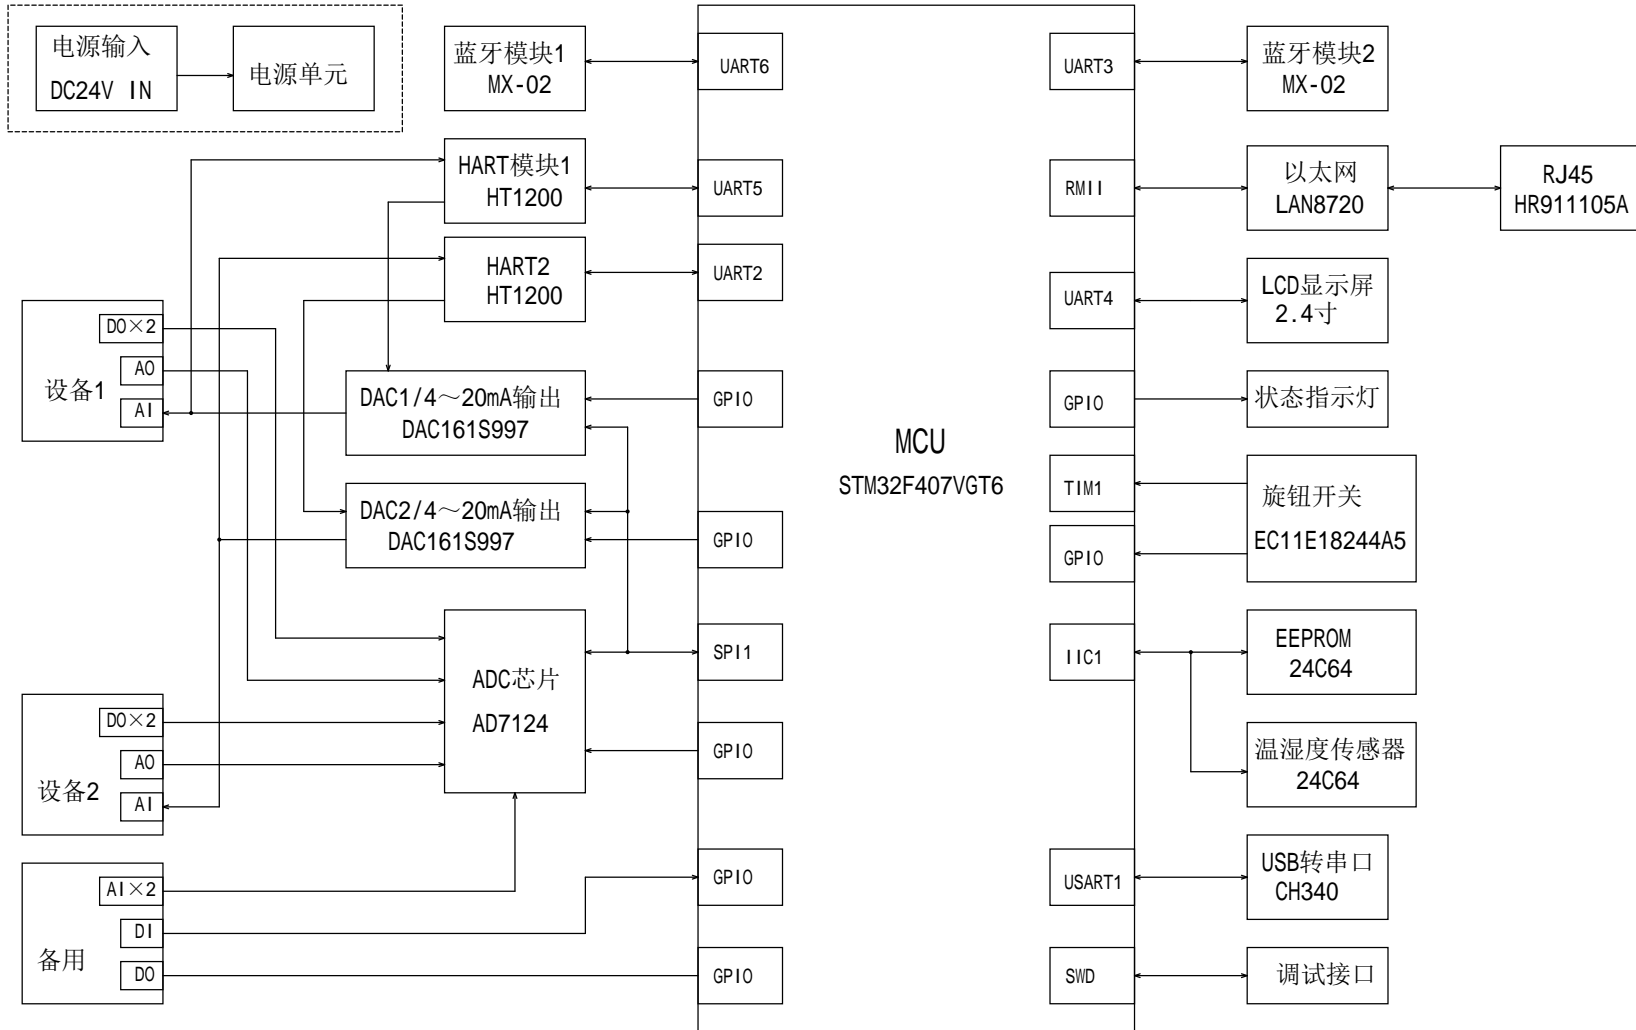 电源输入
DC24V IN
电源单元
蓝牙模块1
MX-02
UART6
UART3
蓝牙模块2
MX-02
HART模块1
HT1200
UART5
RMII
以太网
LAN8720
RJ45
HR911105A
HART2
HT1200
UART2
UART4
LCD显示屏
2.4寸
设备1
DO×2
AO
AI
DAC1/4～20mA输出
DAC161S997
GPIO
GPIO
状态指示灯
MCU
STM32F407VGT6
DAC2/4～20mA输出
DAC161S997
GPIO
TIM1
GPIO
旋钮开关
EC11E18244A5
ADC芯片
AD7124
SPI1
GPIO
IIC1
EEPROM
24C64
温湿度传感器
24C64
设备2
DO×2
AO
AI
备用
AI×2
DI
DO
GPIO
GPIO
USART1
USB转串口
CH340
SWD
调试接口